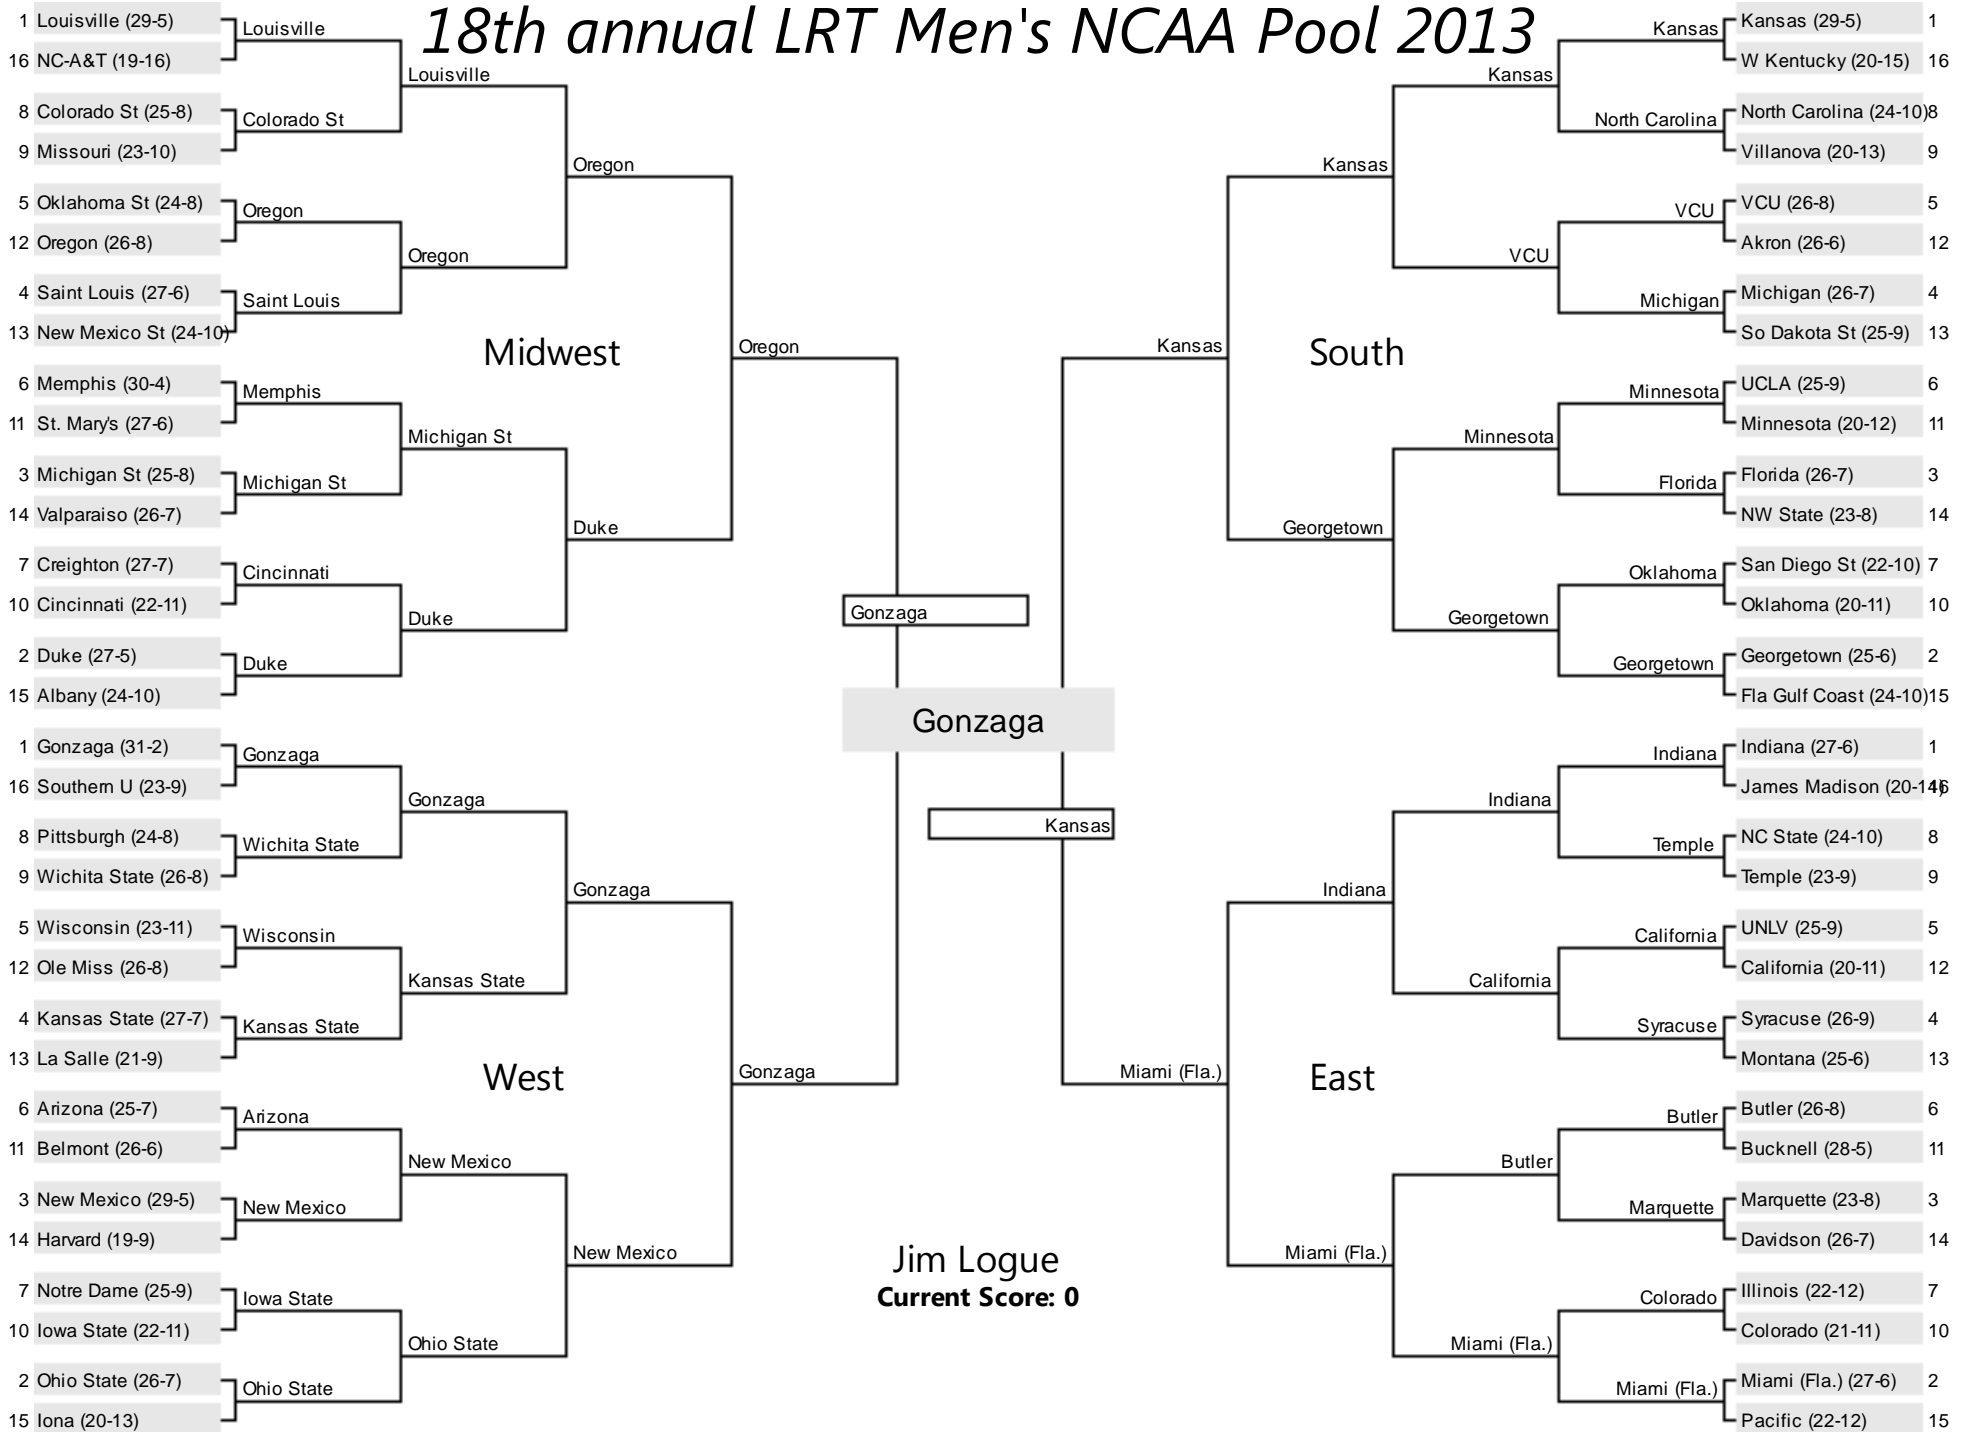 18th annual LRT Men's NCAA Pool 2013
1 Louisville (29-5)
16 NC-A&T (19-16)
8 Colorado St (25-8)
9 Missouri (23-10)
5 Oklahoma St (24-8)
12 Oregon (26-8)
4 Saint Louis (27-6)
13 New Mexico St (24-10)
6 Memphis (30-4)
11 St. Mary's (27-6)
3 Michigan St (25-8)
14 Valparaiso (26-7)
7 Creighton (27-7)
10 Cincinnati (22-11)
2 Duke (27-5)
15 Albany (24-10)
1 Gonzaga (31-2)
16 Southern U (23-9)
8 Pittsburgh (24-8)
9 Wichita State (26-8)
5 Wisconsin (23-11)
12 Ole Miss (26-8)
4 Kansas State (27-7)
13 La Salle (21-9)
6 Arizona (25-7)
11 Belmont (26-6)
3 New Mexico (29-5)
14 Harvard (19-9)
7 Notre Dame (25-9)
10 Iowa State (22-11)
2 Ohio State (26-7)
15 Iona (20-13)
Louisville
Colorado St
Oregon
Saint Louis
Memphis
Michigan St
Cincinnati
Duke
Gonzaga
Wichita State
Wisconsin
Kansas State
Arizona
New Mexico
Iowa State
Ohio State
Louisville
Oregon
Michigan St
Duke
Gonzaga
Kansas State
New Mexico
Ohio State
Oregon
Duke
Gonzaga
New Mexico
Midwest
West
Oregon
Gonzaga
Gonzaga
Gonzaga
Kansas
Jim Logue
Current Score: 0
Kansas
Miami (Fla.)
South
East
Kansas
Georgetown
Indiana
Miami (Fla.)
Kansas
VCU
Minnesota
Georgetown
Indiana
California
Butler
Miami (Fla.)
Kansas
North Carolina
VCU
Michigan
Minnesota
Florida
Oklahoma
Georgetown
Indiana
Temple
California
Syracuse
Butler
Marquette
Colorado
Miami (Fla.)
Kansas (29-5) 1
W Kentucky (20-15) 16
North Carolina (24-10) 8
Villanova (20-13) 9
VCU (26-8) 5
Akron (26-6) 12
Michigan (26-7) 4
So Dakota St (25-9) 13
UCLA (25-9) 6
Minnesota (20-12) 11
Florida (26-7) 3
NW State (23-8) 14
San Diego St (22-10) 7
Oklahoma (20-11) 10
Georgetown (25-6) 2
Fla Gulf Coast (24-10) 15
Indiana (27-6) 1
James Madison (20-14) 16
NC State (24-10) 8
Temple (23-9) 9
UNLV (25-9) 5
California (20-11) 12
Syracuse (26-9) 4
Montana (25-6) 13
Butler (26-8) 6
Bucknell (28-5) 11
Marquette (23-8) 3
Davidson (26-7) 14
Illinois (22-12) 7
Colorado (21-11) 10
Miami (Fla.) (27-6) 2
Pacific (22-12) 15